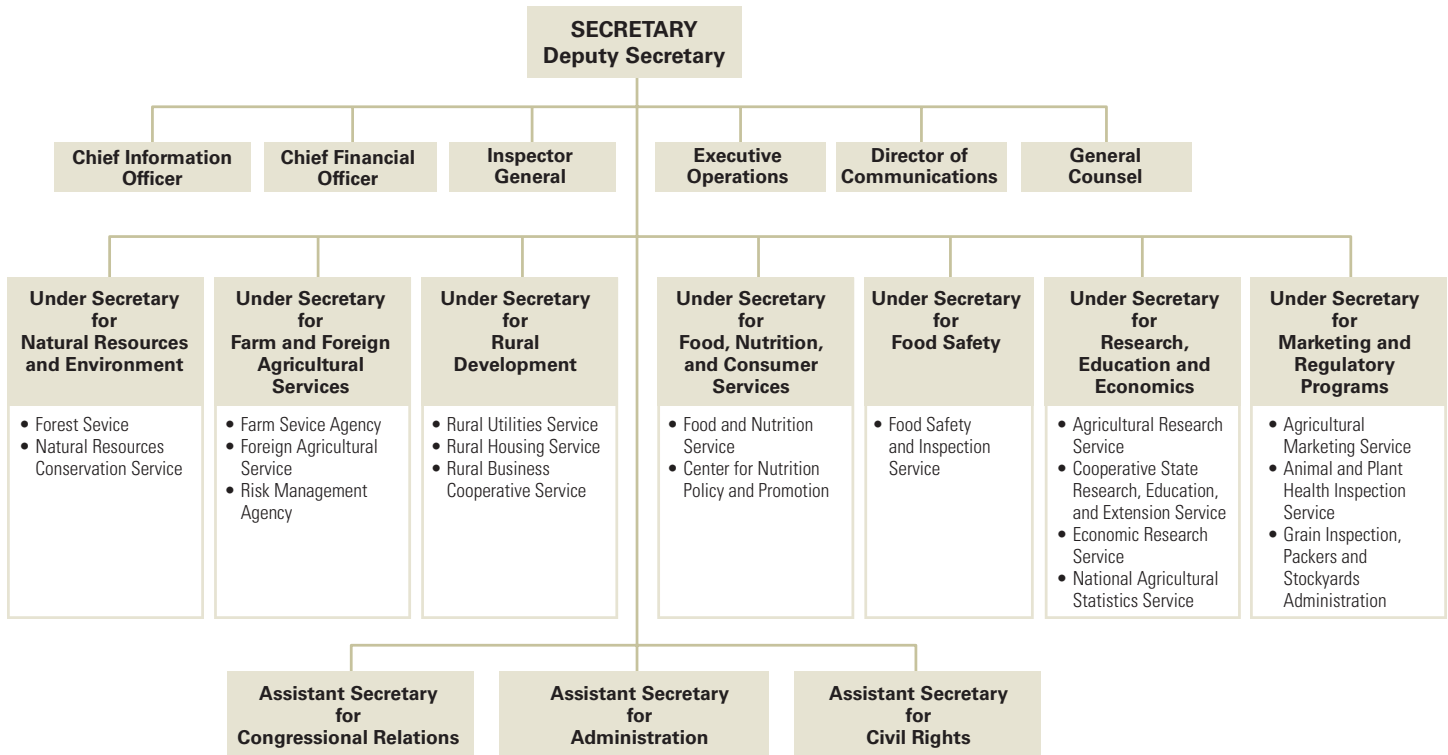 SECRETARY
Deputy Secretary
Chief Information
Officer
Chief Financial
Officer
Inspector
General
Executive
Operations
Director of
Communications
General
Counsel
Under Secretary
for
Natural Resources
and Environment
• Forest Sevice
• Natural Resources
Conservation Service
Under Secretary
for
Farm and Foreign
Agricultural
Services
• Farm Sevice Agency
• Foreign Agricultural
Service
• Risk Management
Agency
Under Secretary
for
Rural
Development
• Rural Utilities Service
• Rural Housing Service
• Rural Business
Cooperative Service
Under Secretary
for
Food, Nutrition,
and Consumer
Services
• Food and Nutrition
Service
• Center for Nutrition
Policy and Promotion
Under Secretary
for
Food Safety
• Food Safety
and Inspection
Service
Under Secretary
for
Research,
Education and
Economics
• Agricultural Research
Service
• Cooperative State
Research, Education,
and Extension Service
• Economic Research
Service
• National Agricultural
Statistics Service
Under Secretary
for
Marketing and
Regulatory
Programs
• Agricultural
Marketing Service
• Animal and Plant
Health Inspection
Service
• Grain Inspection,
Packers and
Stockyards
Administration
Assistant Secretary
for
Congressional Relations
Assistant Secretary
for
Administration
Assistant Secretary
for
Civil Rights